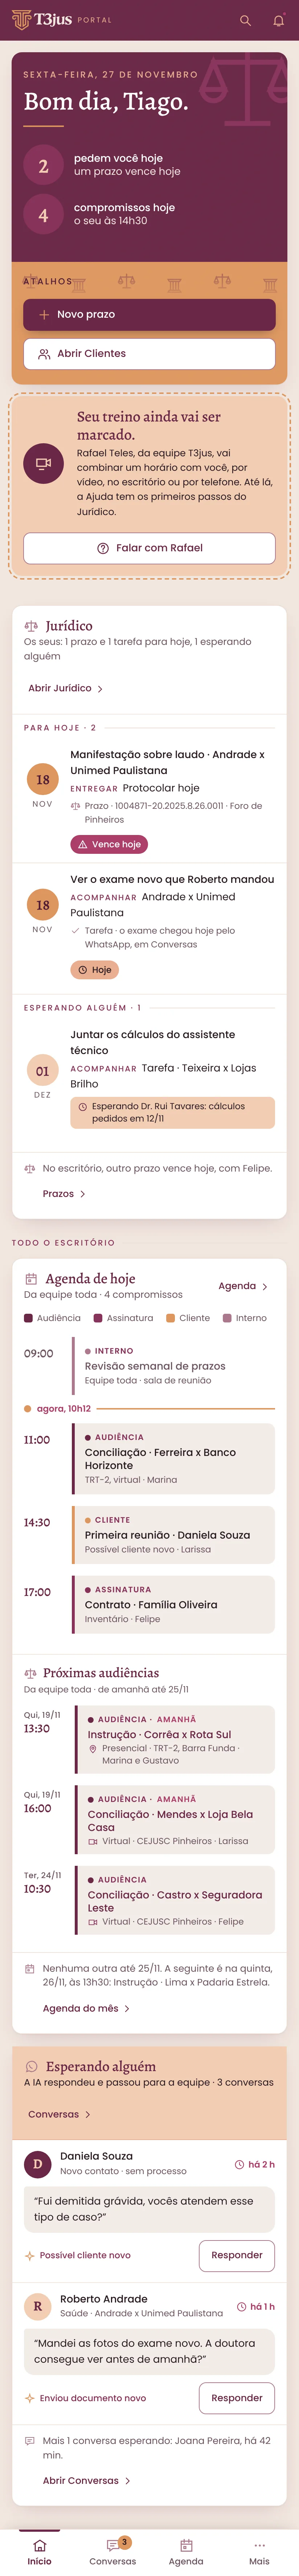 T3jus PORTAL
SEXTA-FEIRA, 27 DE NOVEMBRO
Bom dia, Tiago.
2
pedem você hoje
um prazo vence hoje
4
compromissos hoje
o seu às 14h30
ATALHOS
Novo prazo
Abrir Clientes
Seu treino ainda vai ser
marcado.
Rafael Teles, da equipe T3jus, vai
combinar um horário com você, por
vídeo, no escritório ou por telefone. Até lá,
a Ajuda tem os primeiros passos do
Jurídico.
Falar com Rafael
Jurídico
Os seus: 1 prazo e 1 tarefa para hoje, 1 esperando
alguém
Abrir Jurídico
PARA HOJE · 2
18
NOV
Manifestação sobre laudo · Andrade x
Unimed Paulistana
ENTREGAR Protocolar hoje
Prazo · 1004871-20.2025.8.26.0011 · Foro de
Pinheiros
Vence hoje
18
NOV
Ver o exame novo que Roberto mandou
ACOMPANHAR Andrade x Unimed
Paulistana
Tarefa · o exame chegou hoje pelo
WhatsApp, em Conversas
Hoje
ESPERANDO ALGUÉM · 1
01
DEZ
Juntar os cálculos do assistente
técnico
ACOMPANHAR Tarefa · Teixeira x Lojas
Brilho
Esperando Dr. Rui Tavares: cálculos
pedidos em 12/11
No escritório, outro prazo vence hoje, com Felipe.
Prazos
TODO O ESCRITÓRIO
Agenda de hoje
Da equipe toda · 4 compromissos
Agenda
Audiência Assinatura Cliente Interno
09:00
INTERNO
Revisão semanal de prazos
Equipe toda · sala de reunião
agora, 10h12
11:00
AUDIÊNCIA
Conciliação · Ferreira x Banco
Horizonte
TRT-2, virtual · Marina
14:30
CLIENTE
Primeira reunião · Daniela Souza
Possível cliente novo · Larissa
17:00
ASSINATURA
Contrato · Família Oliveira
Inventário · Felipe
Próximas audiências
Da equipe toda · de amanhã até 25/11
Qui, 19/11
13:30
AUDIÊNCIA · AMANHÃ
Instrução · Corrêa x Rota Sul
Presencial · TRT-2, Barra Funda ·
Marina e Gustavo
Qui, 19/11
16:00
AUDIÊNCIA · AMANHÃ
Conciliação · Mendes x Loja Bela
Casa
Virtual · CEJUSC Pinheiros · Larissa
Ter, 24/11
10:30
AUDIÊNCIA
Conciliação · Castro x Seguradora
Leste
Virtual · CEJUSC Pinheiros · Felipe
Nenhuma outra até 25/11. A seguinte é na quinta,
26/11, às 13h30: Instrução · Lima x Padaria Estrela.
Agenda do mês
Esperando alguém
A IA respondeu e passou para a equipe · 3 conversas
Conversas
D
Daniela Souza
Novo contato · sem processo
há 2 h
“Fui demitida grávida, vocês atendem esse
tipo de caso?”
Possível cliente novo
Responder
R
Roberto Andrade
Saúde · Andrade x Unimed Paulistana
há 1 h
“Mandei as fotos do exame novo. A doutora
consegue ver antes de amanhã?”
Enviou documento novo
Responder
Mais 1 conversa esperando: Joana Pereira, há 42
min.
Abrir Conversas
3
Início Conversas Agenda Mais